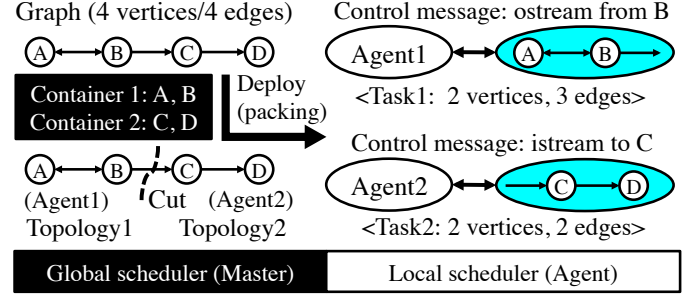 Graph (4 vertices/4 edges)
A B C D
Container 1: A, B
Container 2: C, D
Deploy
(packing)
A B C D
(Agent1) Cut (Agent2)
Topology1 Topology2
Control message: ostream from B
Agent1 A B
<Task1: 2 vertices, 3 edges>
Control message: istream to C
Agent2 C D
<Task2: 2 vertices, 2 edges>
Global scheduler (Master) Local scheduler (Agent)